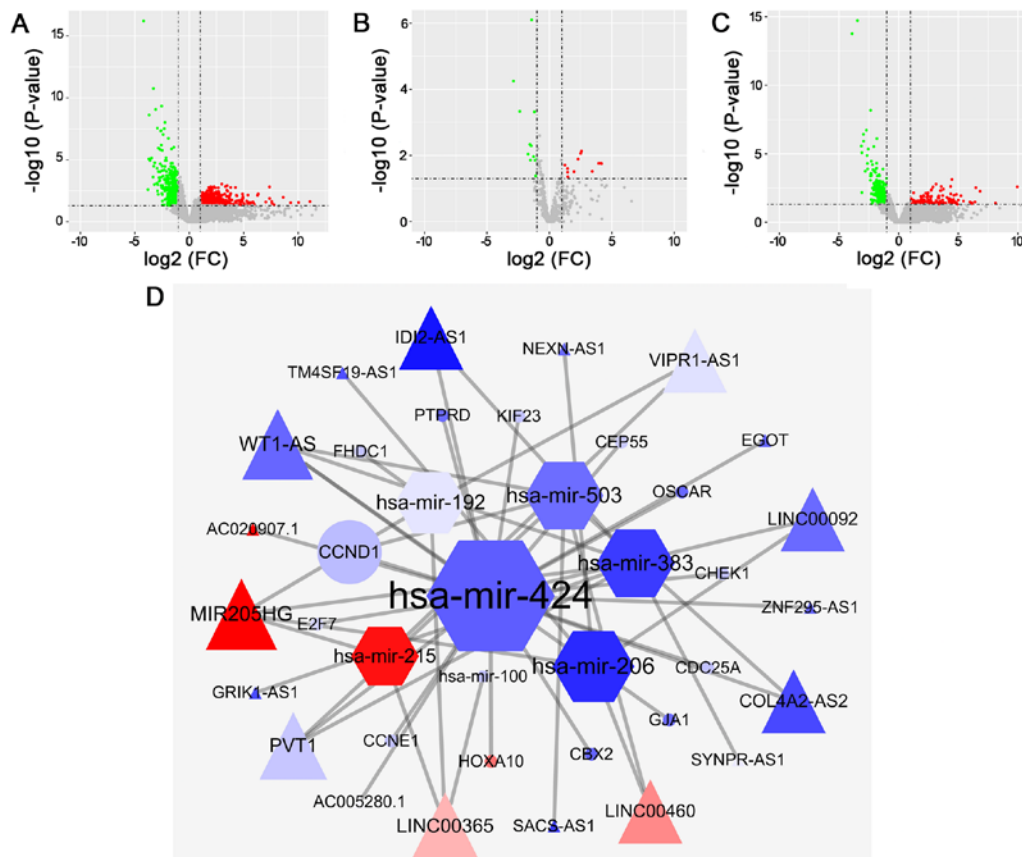 A
B
C
15
10
5
0
-log10 (P-value)
-10
-5
0
5
10
log2 (FC)
6
4
2
0
-log10 (P-value)
-10
-5
0
5
10
log2 (FC)
15
10
5
0
-log10 (P-value)
-10
-5
0
5
10
log2 (FC)
D
IDI2-AS1
NEXN-AS1
VIPR1-AS1
TM4SF19-AS1
PTPRD
KIF23
WT1-AS
FHDC1
CEP55
EGOT
hsa-mir-192
hsa-mir-503
OSCAR
LINC00092
AC020907.1
CCND1
hsa-mir-383
CHEK1
hsa-mir-424
ZNF295-AS1
MIR205HG
E2F7
hsa-mir-215
hsa-mir-100
hsa-mir-206
CDC25A
GRIK1-AS1
COL4A2-AS2
PVT1
CCNE1
GJA1
HOXA10
CBX2
SYNPR-AS1
AC005280.1
LINC00365
SACS-AS1
LINC00460